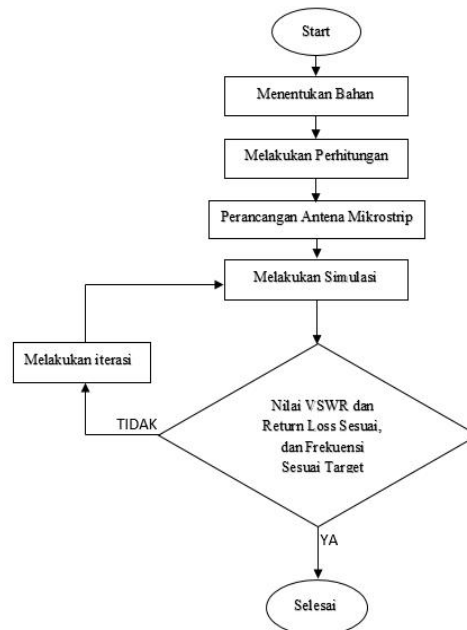 Start
Menentukan Bahan
Melakukan Perhitungan
Perancangan Antena Mikrostrip
Melakukan Simulasi
Melakukan iterasi
TIDAK
Nilai VSWR dan
Return Loss Sesuai,
dan Frekuensi
Sesuai Target
YA
Selesai